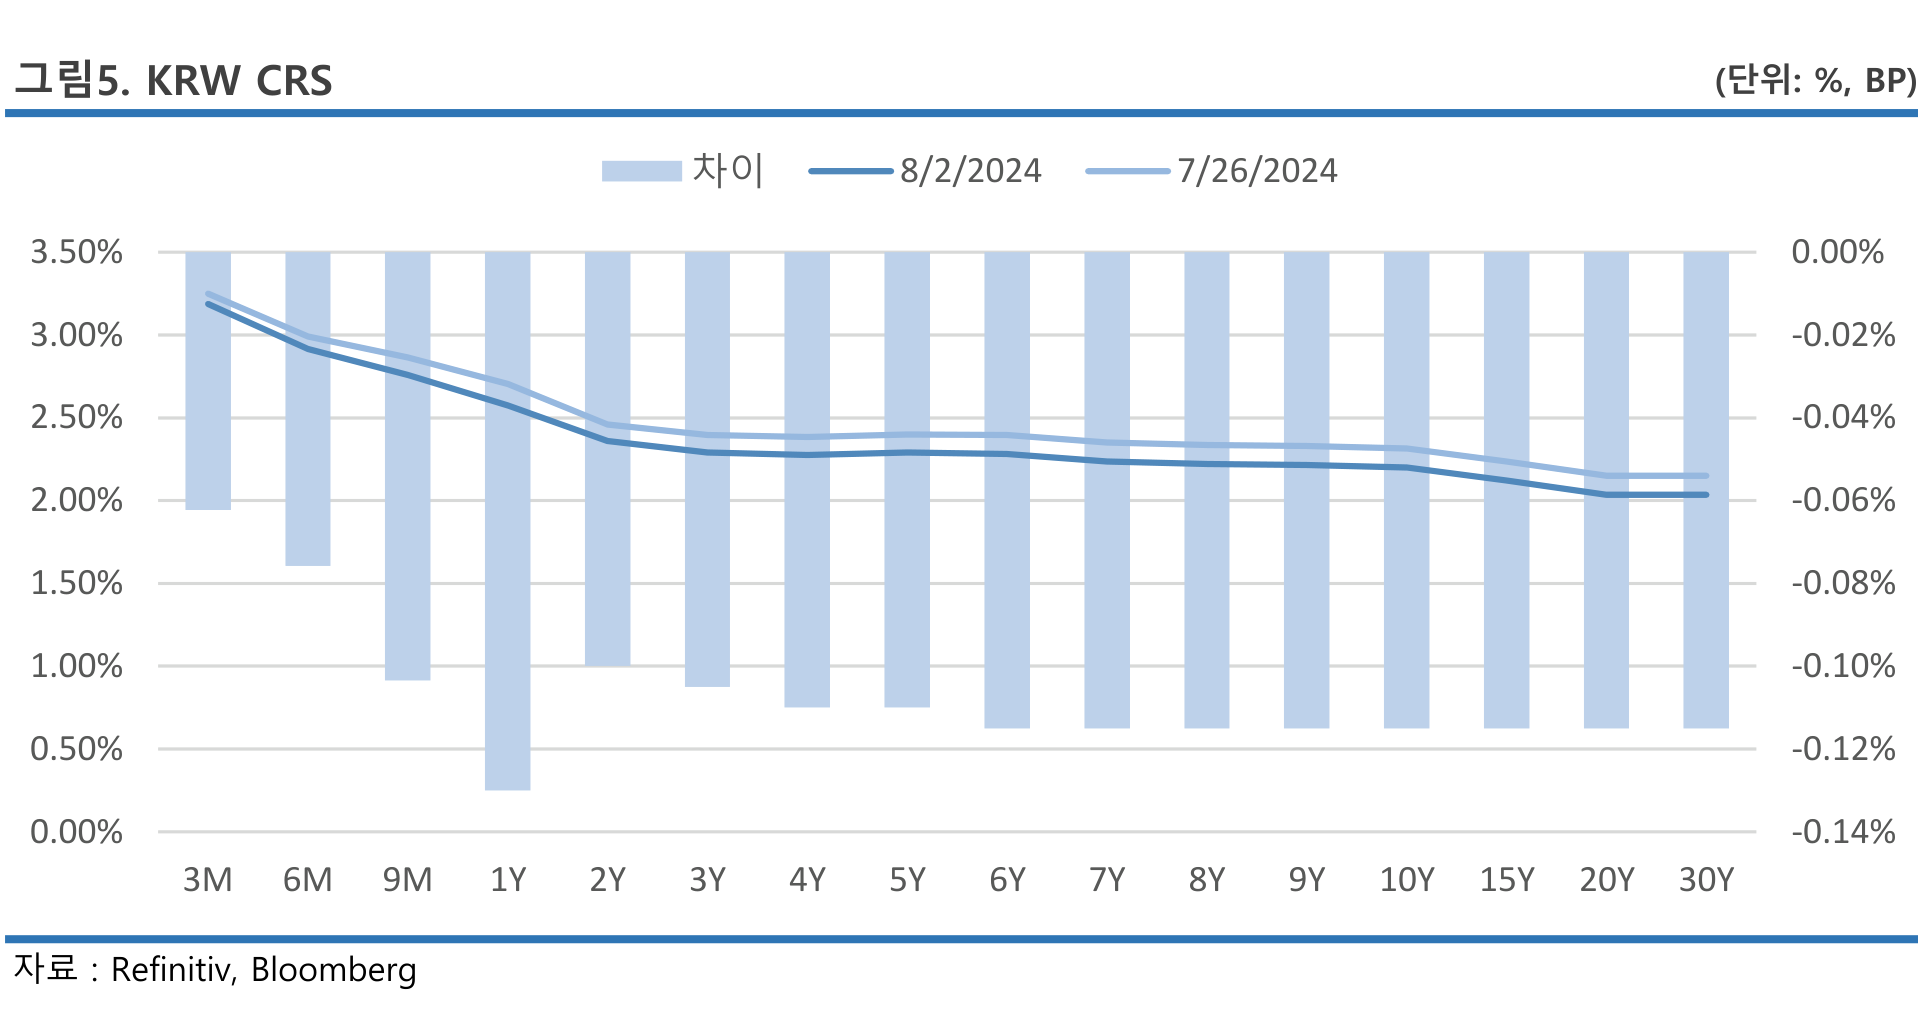 그림5. KRW CRS (단위: %, BP)
차이 8/2/2024 7/26/2024
3.50% 0.00%
3.00% -0.02%
2.50% -0.04%
2.00% -0.06%
1.50% -0.08%
1.00% -0.10%
0.50% -0.12%
0.00% -0.14%
3M 6M 9M 1Y 2Y 3Y 4Y 5Y 6Y 7Y 8Y 9Y 10Y 15Y 20Y 30Y
자료 : Refinitiv, Bloomberg